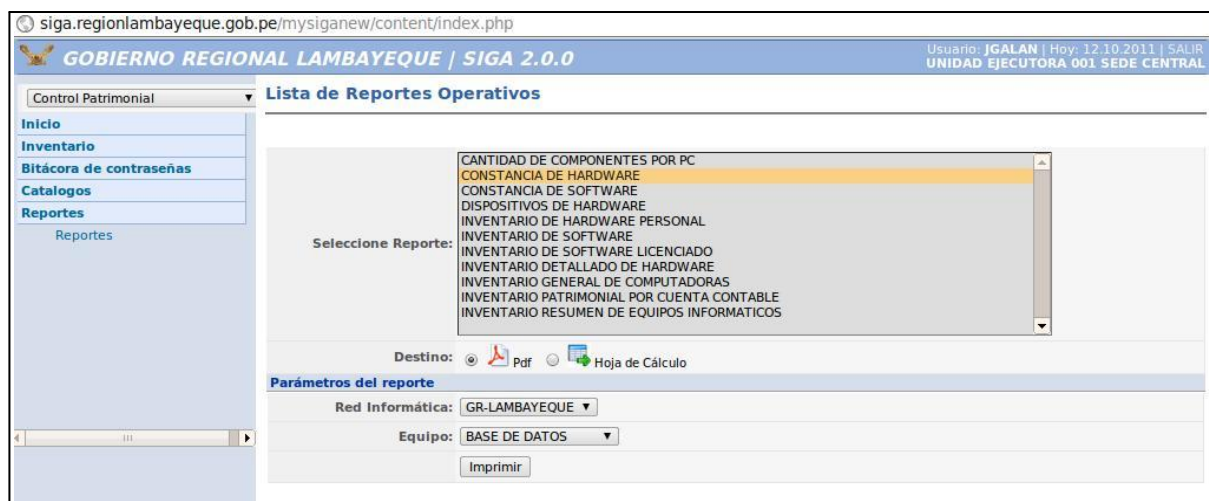 siga.regionlambayeque.gob.pe/mysiganew/content/index.php
GOBIERNO REGIONAL LAMBAYEQUE | SIGA 2.0.0
Usuario: JGALAN | Hoy: 12.10.2011 | SALIR
UNIDAD EJECUTORA 001 SEDE CENTRAL
Control Patrimonial
Inicio
Inventario
Bitácora de contraseñas
Catalogos
Reportes
Reportes
Lista de Reportes Operativos
Seleccione Reporte:
CANTIDAD DE COMPONENTES POR PC
CONSTANCIA DE HARDWARE
CONSTANCIA DE SOFTWARE
DISPOSITIVOS DE HARDWARE
INVENTARIO DE HARDWARE PERSONAL
INVENTARIO DE SOFTWARE
INVENTARIO DE SOFTWARE LICENCIADO
INVENTARIO DETALLADO DE HARDWARE
INVENTARIO GENERAL DE COMPUTADORAS
INVENTARIO PATRIMONIAL POR CUENTA CONTABLE
INVENTARIO RESUMEN DE EQUIPOS INFORMATICOS
Destino: Pdf Hoja de Cálculo
Parámetros del reporte
Red Informática: GR-LAMBAYEQUE
Equipo: BASE DE DATOS
Imprimir